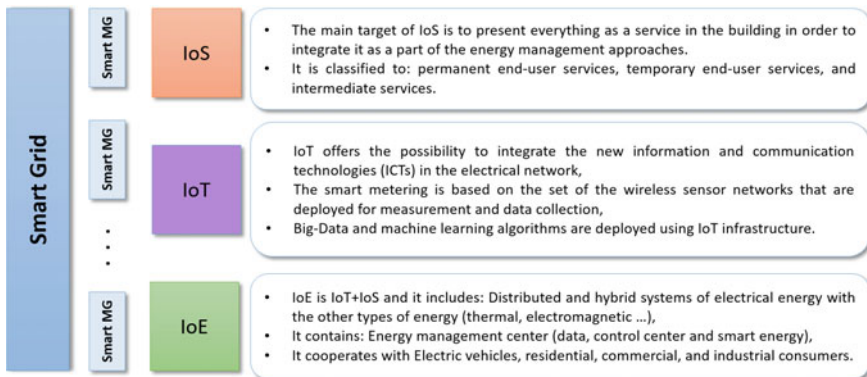 Smart Grid
Smart MG
IoS
• The main target of IoS is to present everything as a service in the building in order to
integrate it as a part of the energy management approaches.
• It is classified to: permanent end-user services, temporary end-user services, and
intermediate services.
Smart MG
IoT
• IoT offers the possibility to integrate the new information and communication
technologies (ICTs) in the electrical network,
• The smart metering is based on the set of the wireless sensor networks that are
deployed for measurement and data collection,
• Big-Data and machine learning algorithms are deployed using IoT infrastructure.
Smart MG
IoE
• IoE is IoT+IoS and it includes: Distributed and hybrid systems of electrical energy with
the other types of energy (thermal, electromagnetic ...),
• It contains: Energy management center (data, control center and smart energy),
• It cooperates with Electric vehicles, residential, commercial, and industrial consumers.